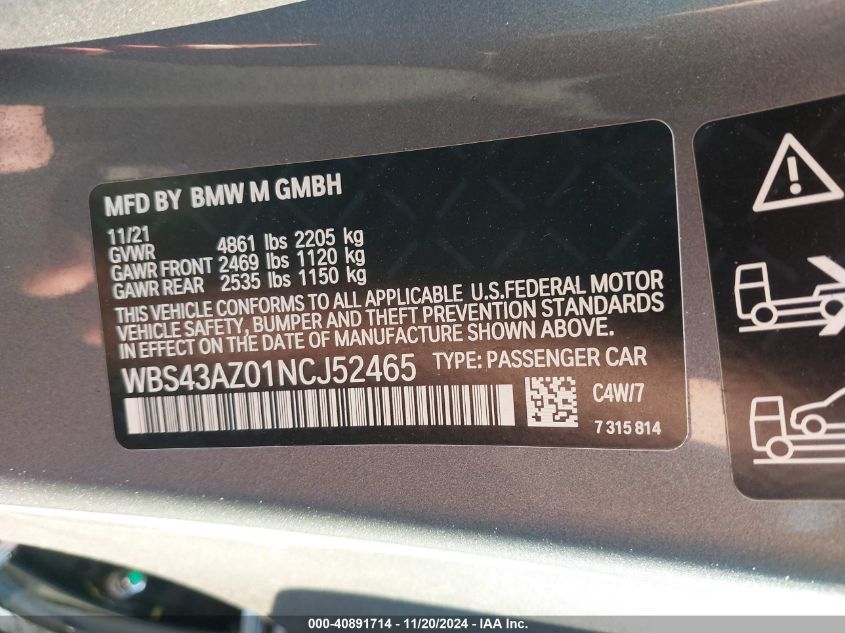 MFD BY BMW M GMBH
11/21
GVWR 4861 lbs 2205 kg
GAWR FRONT 2469 lbs 1120 kg
GAWR REAR 2535 lbs 1150 kg
THIS VEHICLE CONFORMS TO ALL APPLICABLE U.S.FEDERAL MOTOR
VEHICLE SAFETY, BUMPER AND THEFT PREVENTION STANDARDS
IN EFFECT ON THE DATE OF MANUFACTURE SHOWN ABOVE.
WBS43AZ01NCJ52465 TYPE: PASSENGER CAR
C4W/7
7 315 814
000-40891714 - 11/20/2024 - IAA Inc.